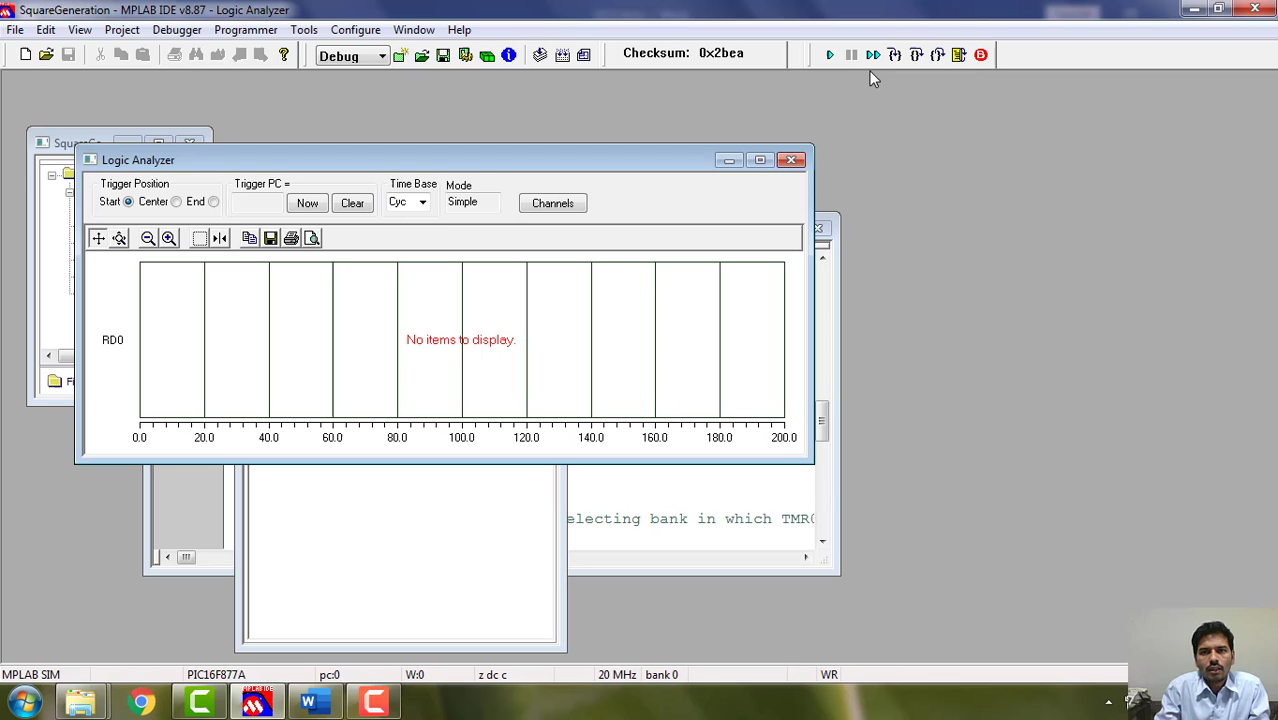 SquareGeneration - MPLAB IDE v8.87 - Logic Analyzer
File Edit View Project Debugger Programmer Tools Configure Window Help
Debug Checksum: 0x2bea
Logic Analyzer
Trigger Position Trigger PC = Time Base Mode
Start Center End Now Clear Cyc Simple Channels
RD0
No items to display.
0.0 20.0 40.0 60.0 80.0 100.0 120.0 140.0 160.0 180.0 200.0
electing bank in which TMR0
MPLAB SIM PIC16F877A pc:0 W:0 z dc c 20 MHz bank 0 WR